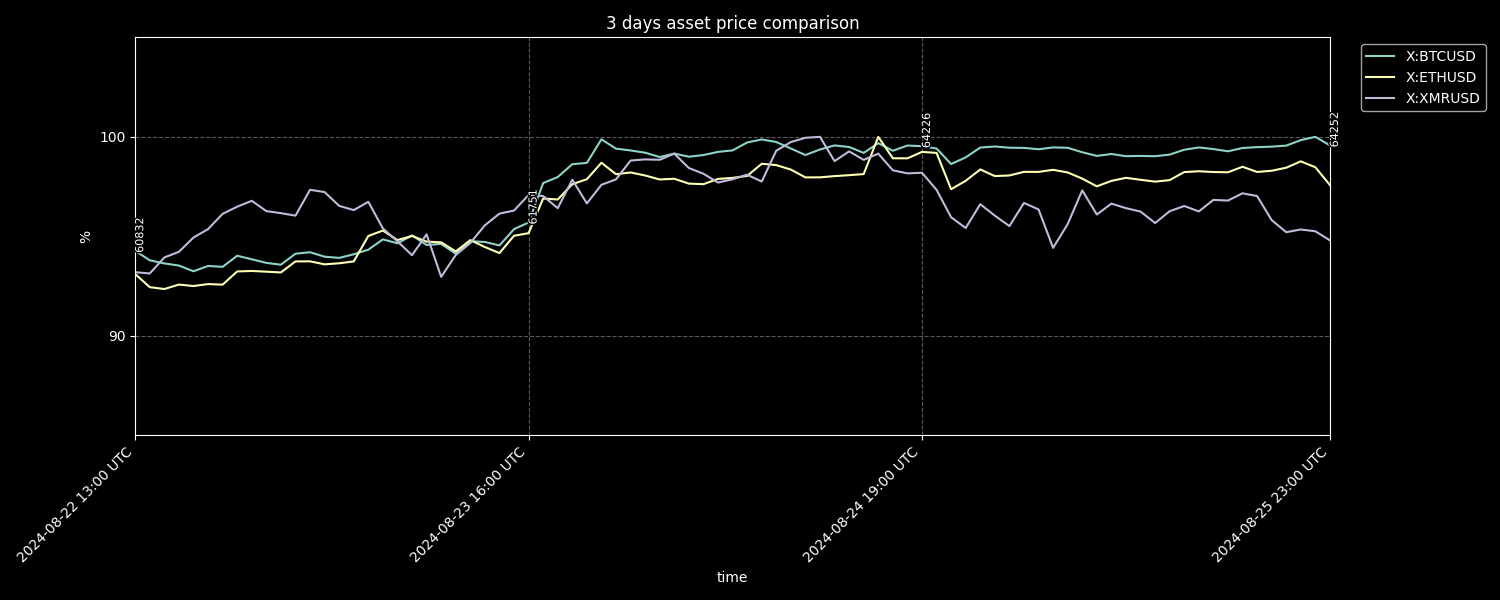 3 days asset price comparison
X:BTCUSD
X:ETHUSD
X:XMRUSD
100
90
%
60832
61751
64226
64252
2024-08-22 13:00 UTC
2024-08-23 16:00 UTC
2024-08-24 19:00 UTC
2024-08-25 23:00 UTC
time